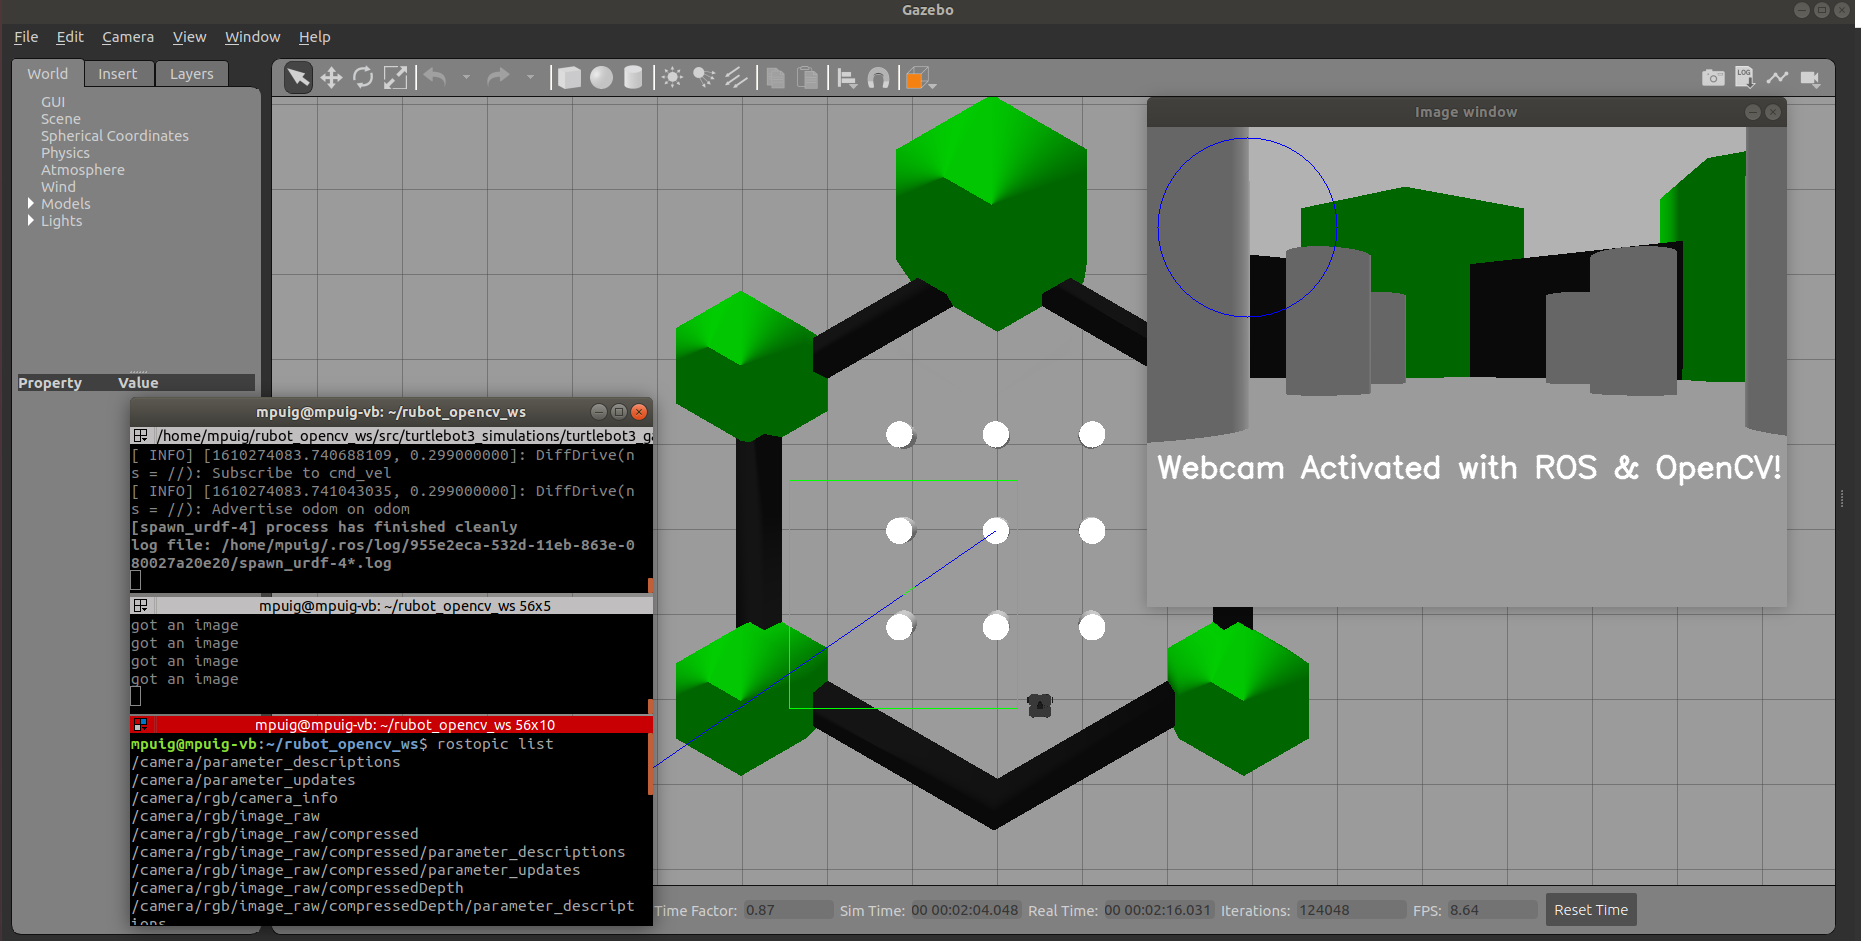 Gazebo
File Edit Camera View Window Help
World Insert Layers
GUI
Scene
Spherical Coordinates
Physics
Atmosphere
Wind
Models
Lights
Property Value
LOG
Image window
Webcam Activated with ROS & OpenCV!
mpuig@mpuig-vb: ~/rubot_opencv_ws
/home/mpuig/rubot_opencv_ws/src/turtlebot3_simulations/turtlebot3_ga
[ INFO] [1610274083.740688109, 0.299000000]: DiffDrive(n
s = //): Subscribe to cmd_vel
[ INFO] [1610274083.741043035, 0.299000000]: DiffDrive(n
s = //): Advertise odom on odom
[spawn_urdf-4] process has finished cleanly
log file: /home/mpuig/.ros/log/955e2eca-532d-11eb-863e-0
80027a20e20/spawn_urdf-4*.log
mpuig@mpuig-vb: ~/rubot_opencv_ws 56x5
got an image
got an image
got an image
got an image
mpuig@mpuig-vb: ~/rubot_opencv_ws 56x10
mpuig@mpuig-vb:~/rubot_opencv_ws$ rostopic list
/camera/parameter_descriptions
/camera/parameter_updates
/camera/rgb/camera_info
/camera/rgb/image_raw
/camera/rgb/image_raw/compressed
/camera/rgb/image_raw/compressed/parameter_descriptions
/camera/rgb/image_raw/compressed/parameter_updates
/camera/rgb/image_raw/compressedDepth
/camera/rgb/image_raw/compressedDepth/parameter_descript
ions
Time Factor: 0.87 Sim Time: 00 00:02:04.048 Real Time: 00 00:02:16.031 Iterations: 124048 FPS: 8.64 Reset Time